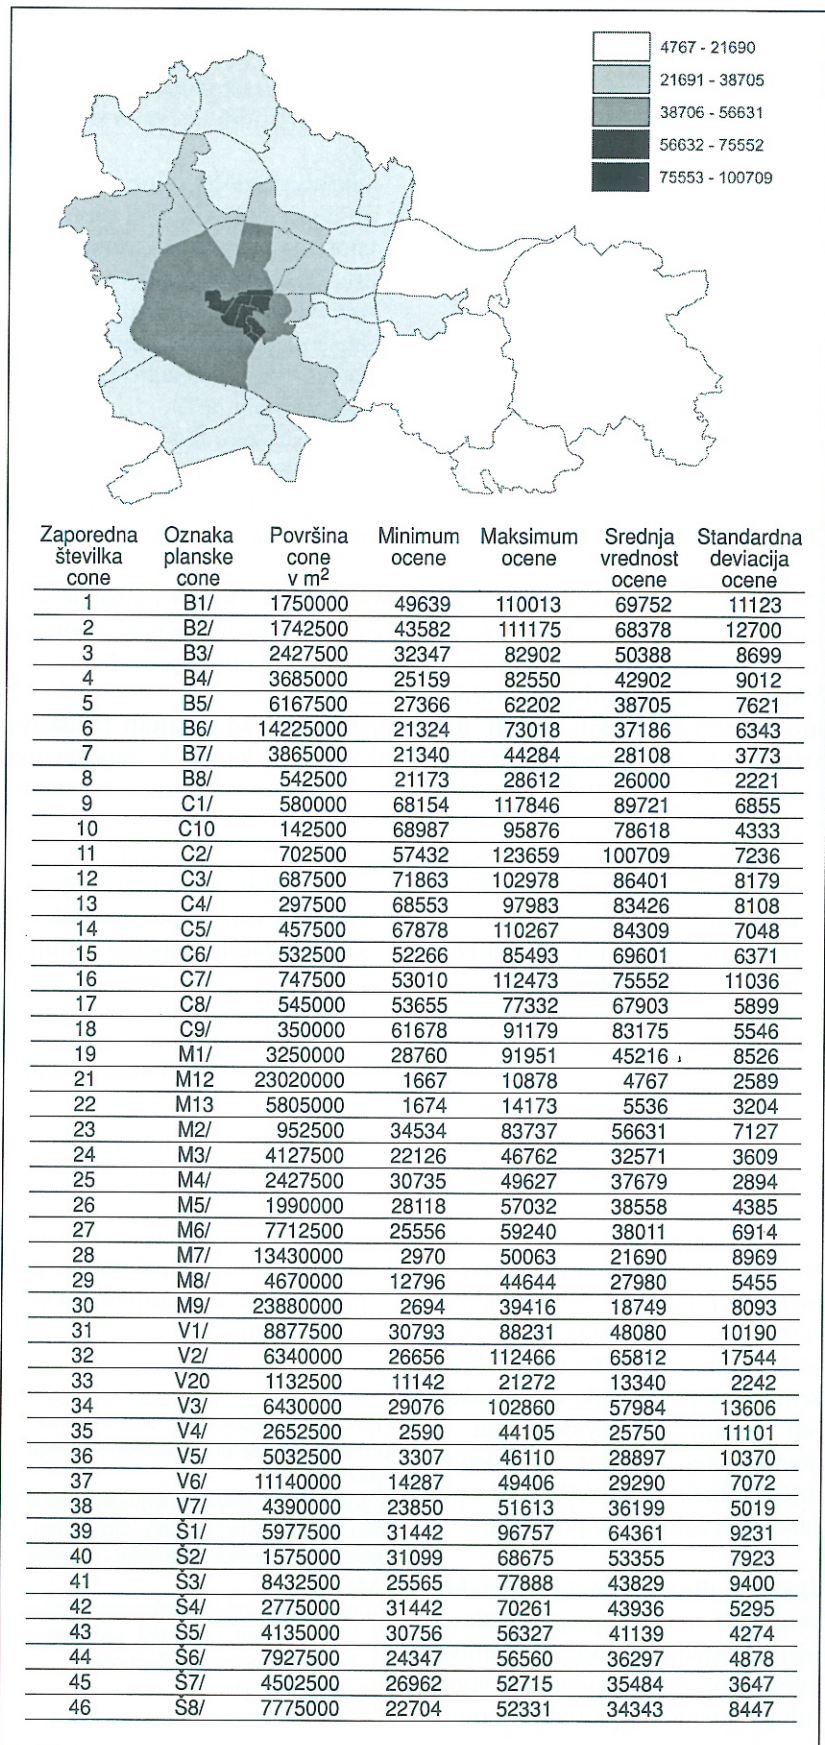 4767 - 21690
21691 - 38705
38706 - 56631
56632 - 75552
75553 - 100709
Zaporedna številka cone Oznaka planske cone Površina cone v m² Minimum ocene Maksimum ocene Srednja vrednost ocene Standardna deviacija ocene
1 B1/ 1750000 49639 110013 69752 11123
2 B2/ 1742500 43582 111175 68378 12700
3 B3/ 2427500 32347 82902 50388 8699
4 B4/ 3685000 25159 82550 42902 9012
5 B5/ 6167500 27366 62202 38705 7621
6 B6/ 14225000 21324 73018 37186 6343
7 B7/ 3865000 21340 44284 28108 3773
8 B8/ 542500 21173 28612 26000 2221
9 C1/ 580000 68154 117846 89721 6855
10 C10 142500 68987 95876 78618 4333
11 C2/ 702500 57432 123659 100709 7236
12 C3/ 687500 71863 102978 86401 8179
13 C4/ 297500 68553 97983 83426 8108
14 C5/ 457500 67878 110267 84309 7048
15 C6/ 532500 52266 85493 69601 6371
16 C7/ 747500 53010 112473 75552 11036
17 C8/ 545000 53655 77332 67903 5899
18 C9/ 350000 61678 91179 83175 5546
19 M1/ 3250000 28760 91951 45216 8526
21 M12 23020000 1667 10878 4767 2589
22 M13 5805000 1674 14173 5536 3204
23 M2/ 952500 34534 83737 56631 7127
24 M3/ 4127500 22126 46762 32571 3609
25 M4/ 2427500 30735 49627 37679 2894
26 M5/ 1990000 28118 57032 38558 4385
27 M6/ 7712500 25556 59240 38011 6914
28 M7/ 13430000 2970 50063 21690 8969
29 M8/ 4670000 12796 44644 27980 5455
30 M9/ 23880000 2694 39416 18749 8093
31 V1/ 8877500 30793 88231 48080 10190
32 V2/ 6340000 26656 112466 65812 17544
33 V20 1132500 11142 21272 13340 2242
34 V3/ 6430000 29076 102860 57984 13606
35 V4/ 2652500 2590 44105 25750 11101
36 V5/ 5032500 3307 46110 28897 10370
37 V6/ 11140000 14287 49406 29290 7072
38 V7/ 4390000 23850 51613 36199 5019
39 Š1/ 5977500 31442 96757 64361 9231
40 Š2/ 1575000 31099 68675 53355 7923
41 Š3/ 8432500 25565 77888 43829 9400
42 Š4/ 2775000 31442 70261 43936 5295
43 Š5/ 4135000 30756 56327 41139 4274
44 Š6/ 7927500 24347 56560 36297 4878
45 Š7/ 4502500 26962 52715 35484 3647
46 Š8/ 7775000 22704 52331 34343 8447